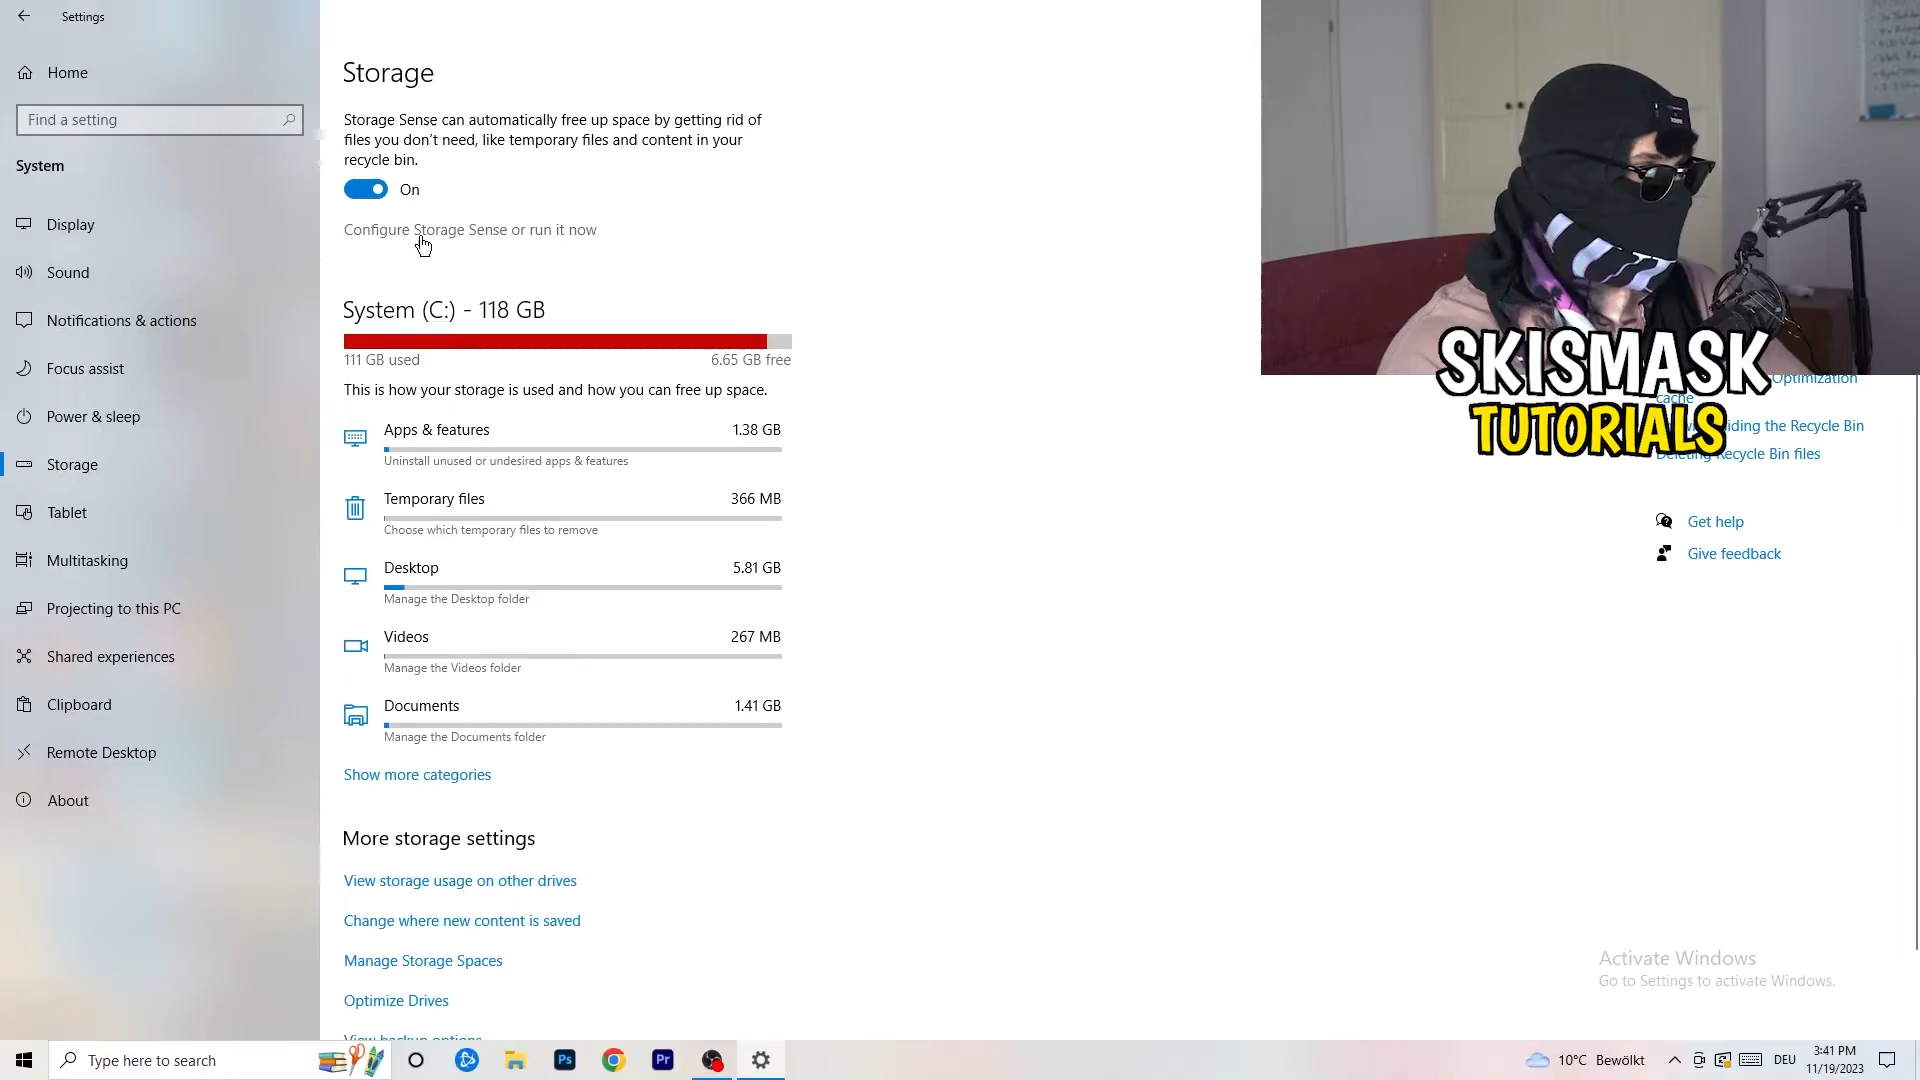 Settings
Home
Find a setting
System
Display
Sound
Notifications & actions
Focus assist
Power & sleep
Storage
Tablet
Multitasking
Projecting to this PC
Shared experiences
Clipboard
Remote Desktop
About
Storage
Storage Sense can automatically free up space by getting rid of
files you don't need, like temporary files and content in your
recycle bin.
On
Configure Storage Sense or run it now
System (C:) - 118 GB
111 GB used
6.65 GB free
This is how your storage is used and how you can free up space.
Apps & features
1.38 GB
Uninstall unused or undesired apps & features
Temporary files
366 MB
Choose which temporary files to remove
Desktop
5.81 GB
Manage the Desktop folder
Videos
267 MB
Manage the Videos folder
Documents
1.41 GB
Manage the Documents folder
Show more categories
More storage settings
View storage usage on other drives
Change where new content is saved
Manage Storage Spaces
Optimize Drives
View backup options
SKISMASK
TUTORIALS
Optimization
cache
the Recycle Bin
Recycle Bin files
Get help
Give feedback
Activate Windows
Go to Settings to activate Windows.
Type here to search
Ps
Pr
10°C Bewölkt
DEU
3:41 PM
11/19/2023